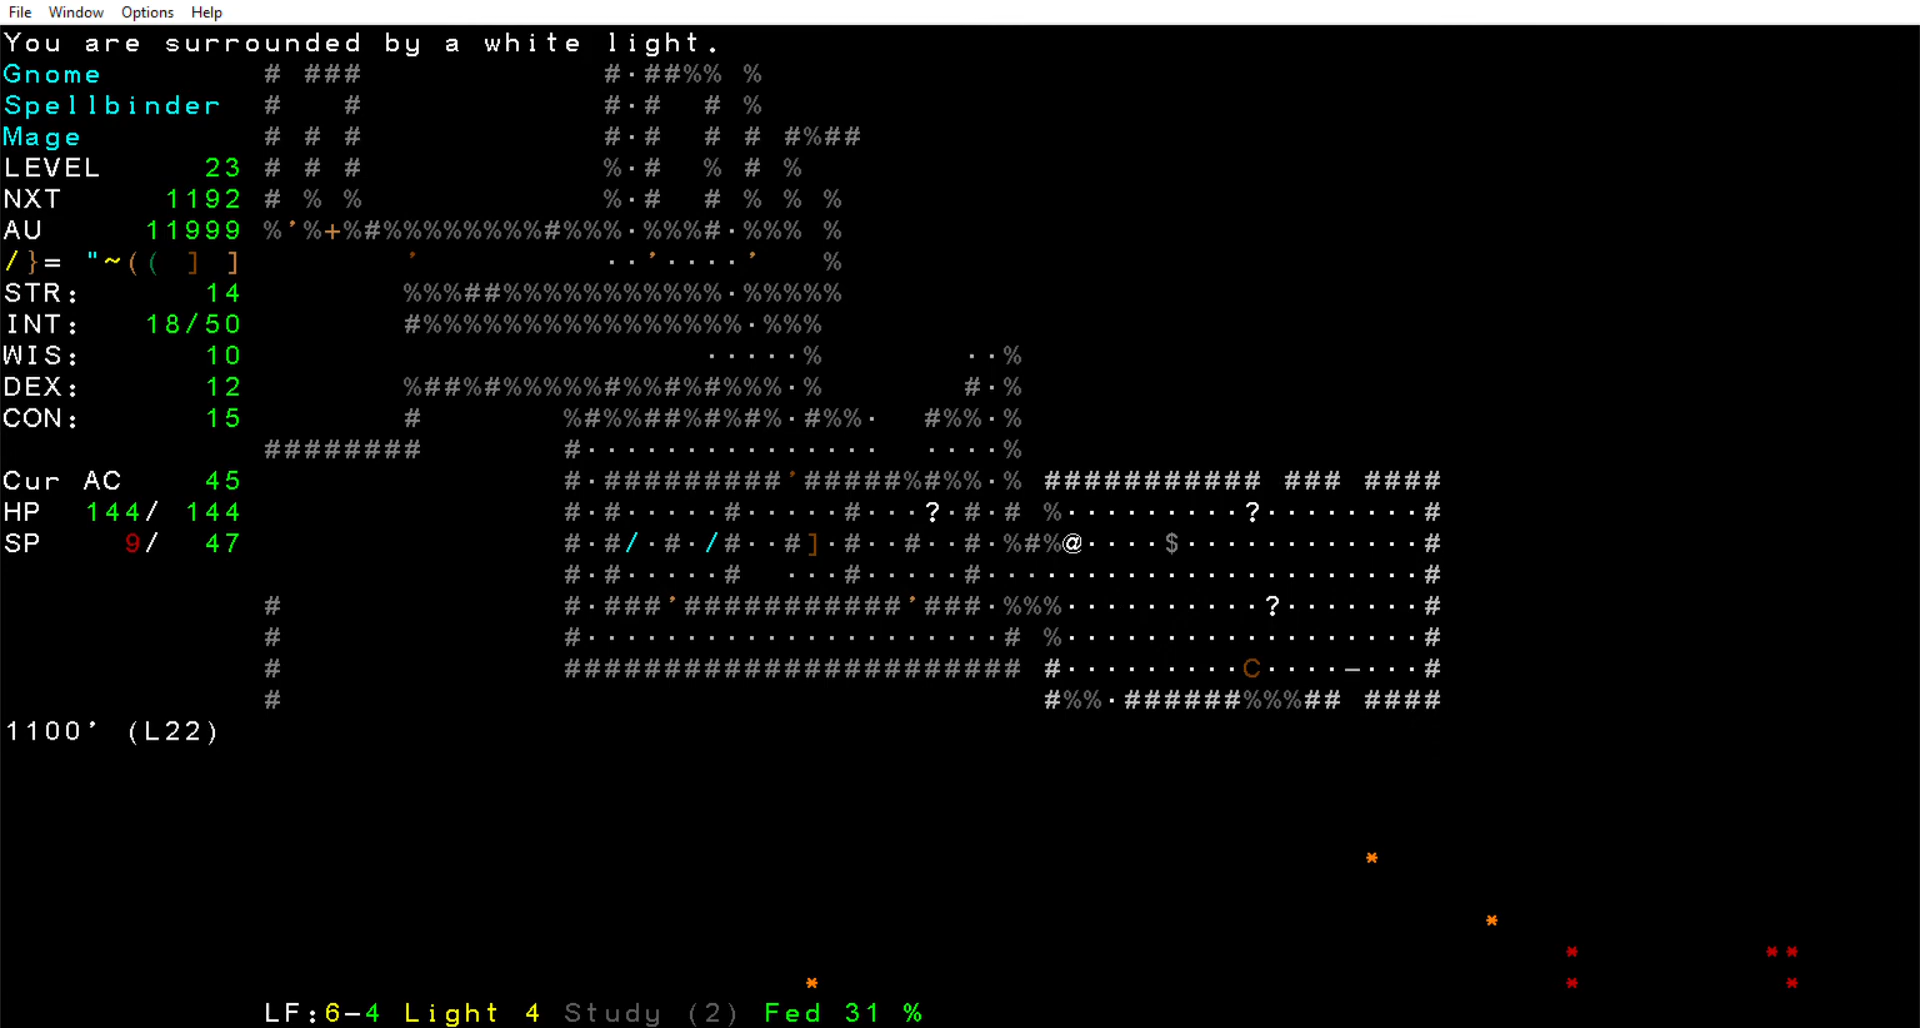 File Window Options Help
You are surrounded by a white light.
Gnome # ### #·##%% %
Spellbinder # # #·# # %
Mage # # # #·# # # #%##
LEVEL 23 # # # %·# % # %
NXT 1192 # % % %·# # % % %
AU 11999 %'%+%#%%%%%%%%#%%%·%%%#·%%% %
/}= "~(( ] ] ' ··'····' %
STR: 14 %%%##%%%%%%%%%%%·%%%%%
INT: 18/50 #%%%%%%%%%%%%%%%%·%%%
WIS: 10 ·····% ··%
DEX: 12 %##%#%%%%%#%%#%#%%%·% #·%
CON: 15 # %#%%##%#%#%·#%%· #%%·%
######## #··············· ····%
Cur AC 45 #·#########'#####%#%%·% ########### ### ####
HP 144/ 144 #·#·····#·····#···?·#·# %·········?········#
SP 9/ 47 #·#/·#·/#··#]·#··#··#·%#%@····$············#
#·#·····# ···#·····#·······················#
# #·###'###########'###·%%%··········?·······#
# #·····················# %··················#
# ####################### #·········C····–···#
# #%%·######%%%## ####
1100' (L22)
*
*
* **
* * *
LF:6-4 Light 4 Study (2) Fed 31 %